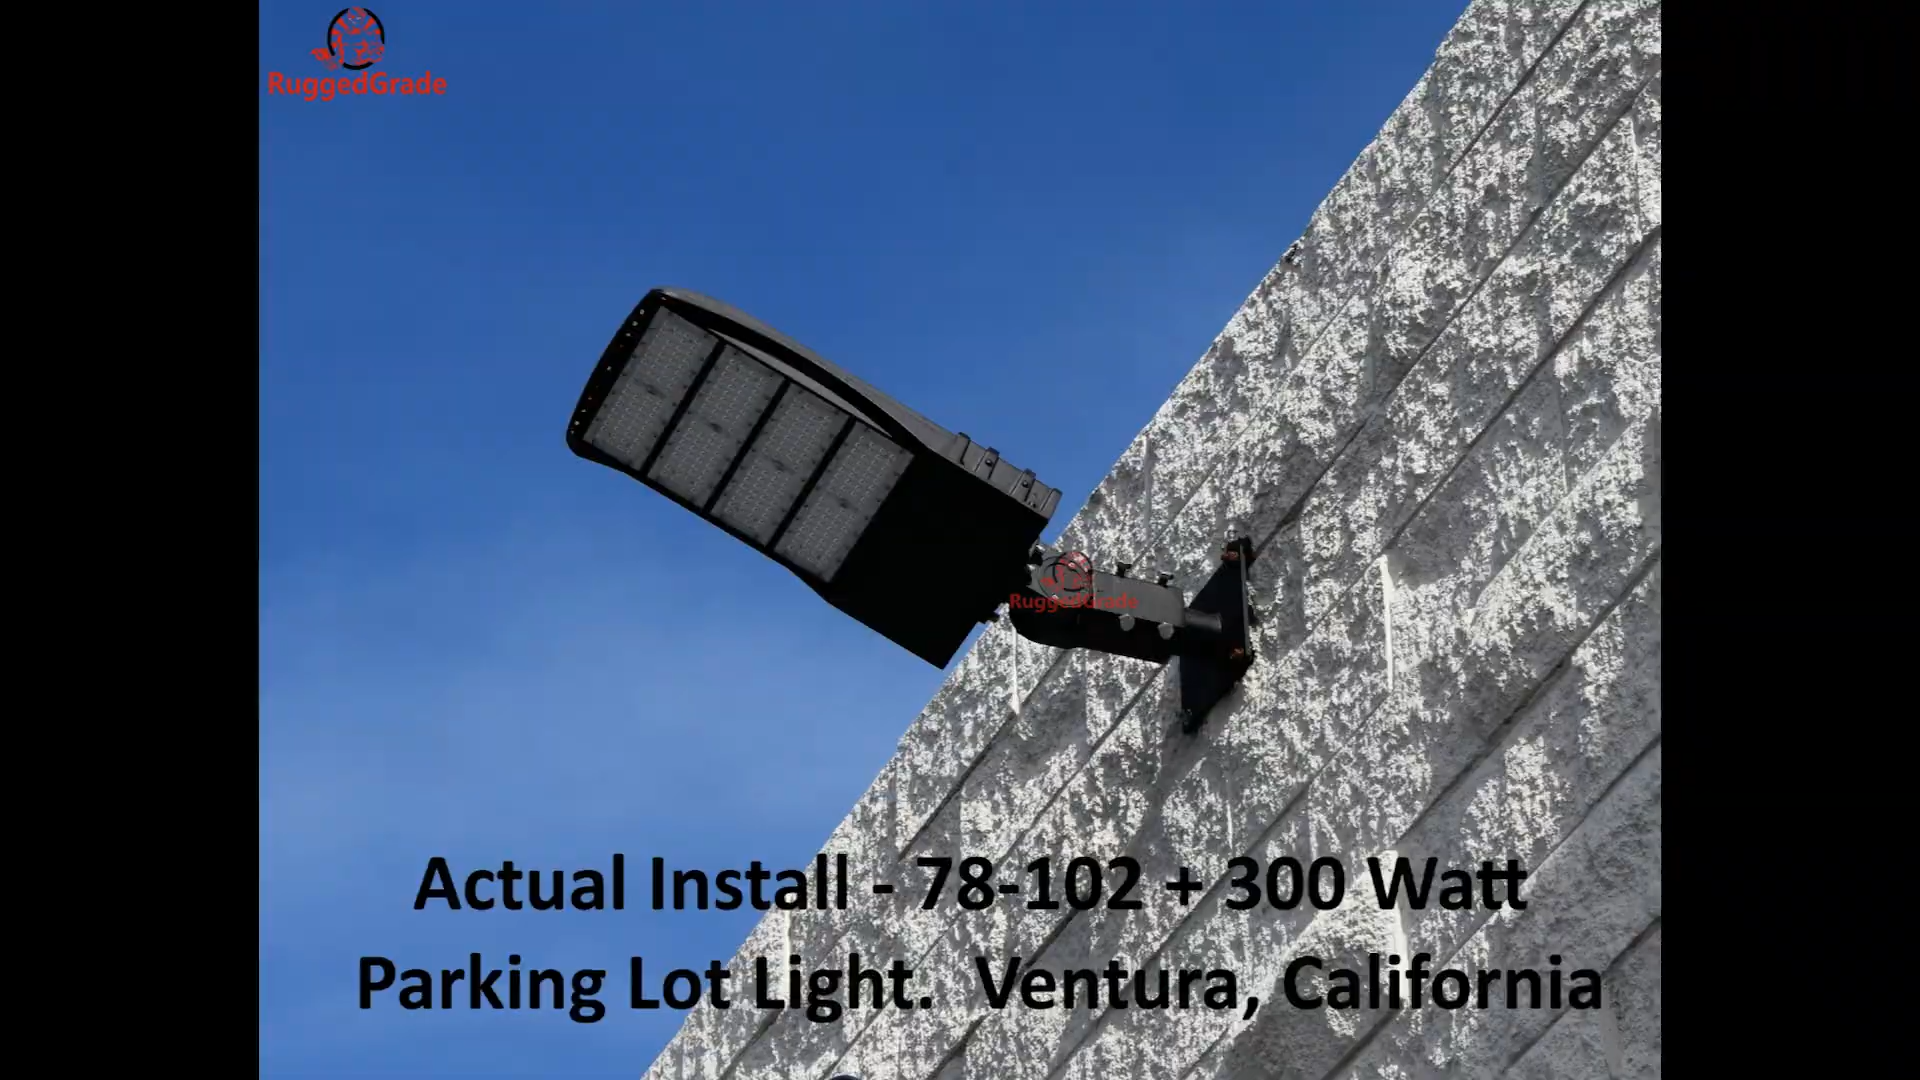 RuggedGrade
RuggedGrade
Actual Install - 78-102 + 300 Watt
Parking Lot Light.  Ventura, California